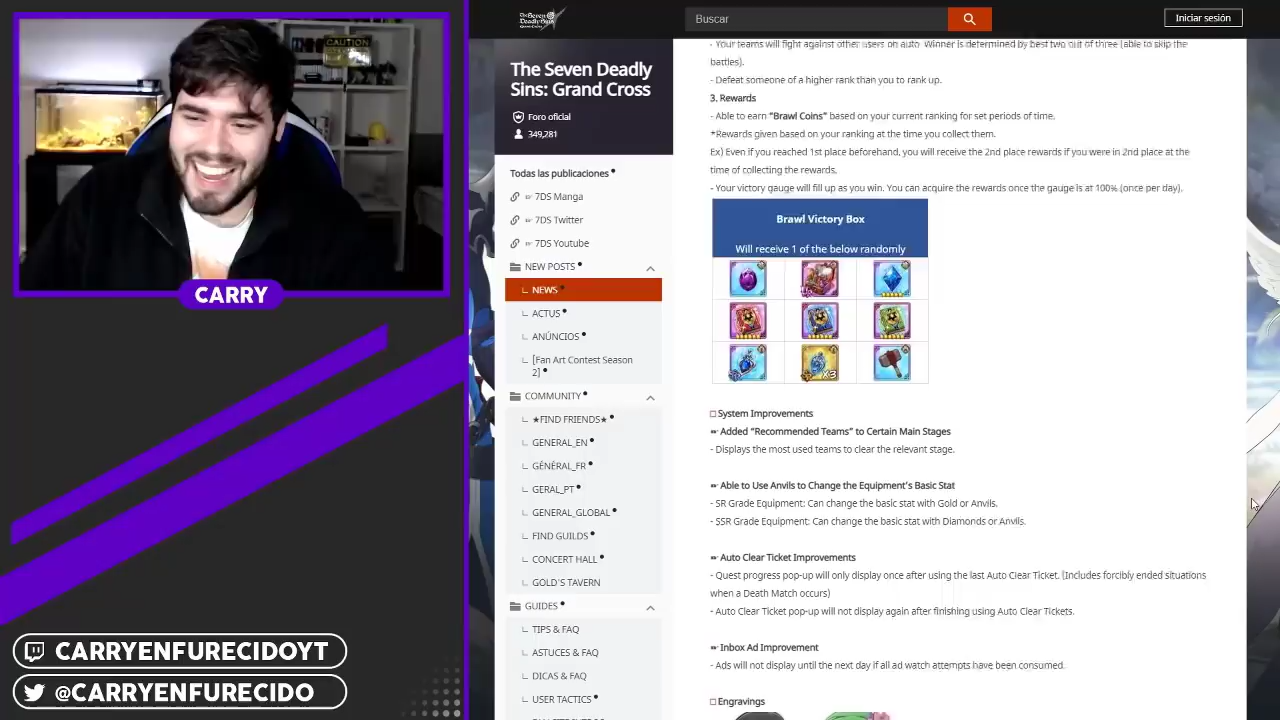 CAUTION
CARRY
CARRYENFURECIDOYT
@CARRYENFURECIDO
Buscar
Iniciar sesión
The Seven Deadly
Sins: Grand Cross
Foro oficial
349,281
Todas las publicaciones
✏ 7DS Manga
✏ 7DS Twitter
✏ 7DS Youtube
NEW POSTS
NEWS
ACTUS
ANÚNCIOS
[Fan Art Contest Season
2]
COMMUNITY
★FIND FRIENDS★
GENERAL_EN
GÉNÉRAL_FR
GERAL_PT
GENERAL_GLOBAL
FIND GUILDS
CONCERT HALL
GOLD`S TAVERN
GUIDES
TIPS & FAQ
ASTUCES & FAQ
DICAS & FAQ
USER TACTICS
- Your teams will fight against other users on auto. Winner is determined by best two out of three (able to skip the
battles).
- Defeat someone of a higher rank than you to rank up.
3. Rewards
- Able to earn "Brawl Coins" based on your current ranking for set periods of time.
*Rewards given based on your ranking at the time you collect them.
Ex) Even if you reached 1st place beforehand, you will receive the 2nd place rewards if you were in 2nd place at the
time of collecting the rewards.
- Your victory gauge will fill up as you win. You can acquire the rewards once the gauge is at 100% (once per day).
Brawl Victory Box
Will receive 1 of the below randomly
X3
□ System Improvements
✏ Added "Recommended Teams" to Certain Main Stages
- Displays the most used teams to clear the relevant stage.
✏ Able to Use Anvils to Change the Equipment's Basic Stat
- SR Grade Equipment: Can change the basic stat with Gold or Anvils.
- SSR Grade Equipment: Can change the basic stat with Diamonds or Anvils.
✏ Auto Clear Ticket Improvements
- Quest progress pop-up will only display once after using the last Auto Clear Ticket. (Includes forcibly ended situations
when a Death Match occurs)
- Auto Clear Ticket pop-up will not display again after finishing using Auto Clear Tickets.
✏ Inbox Ad Improvement
- Ads will not display until the next day if all ad watch attempts have been consumed.
□ Engravings